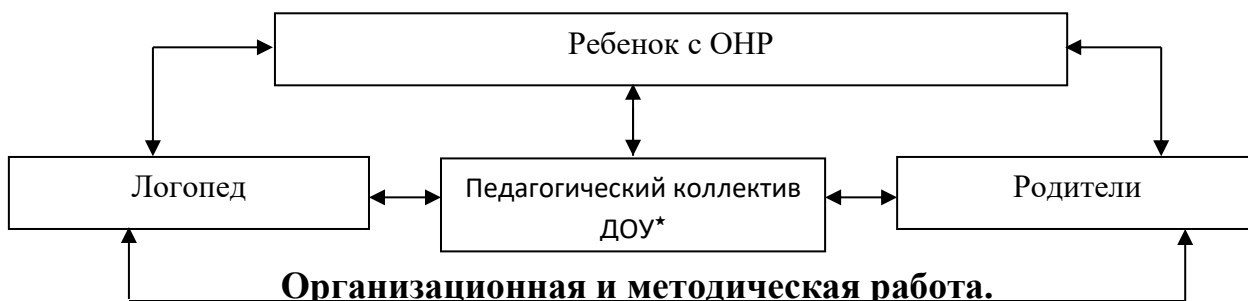 Ребенок с ОНР
Логопед
Педагогический коллектив
ДОУ*
Родители
Организационная и методическая работа.